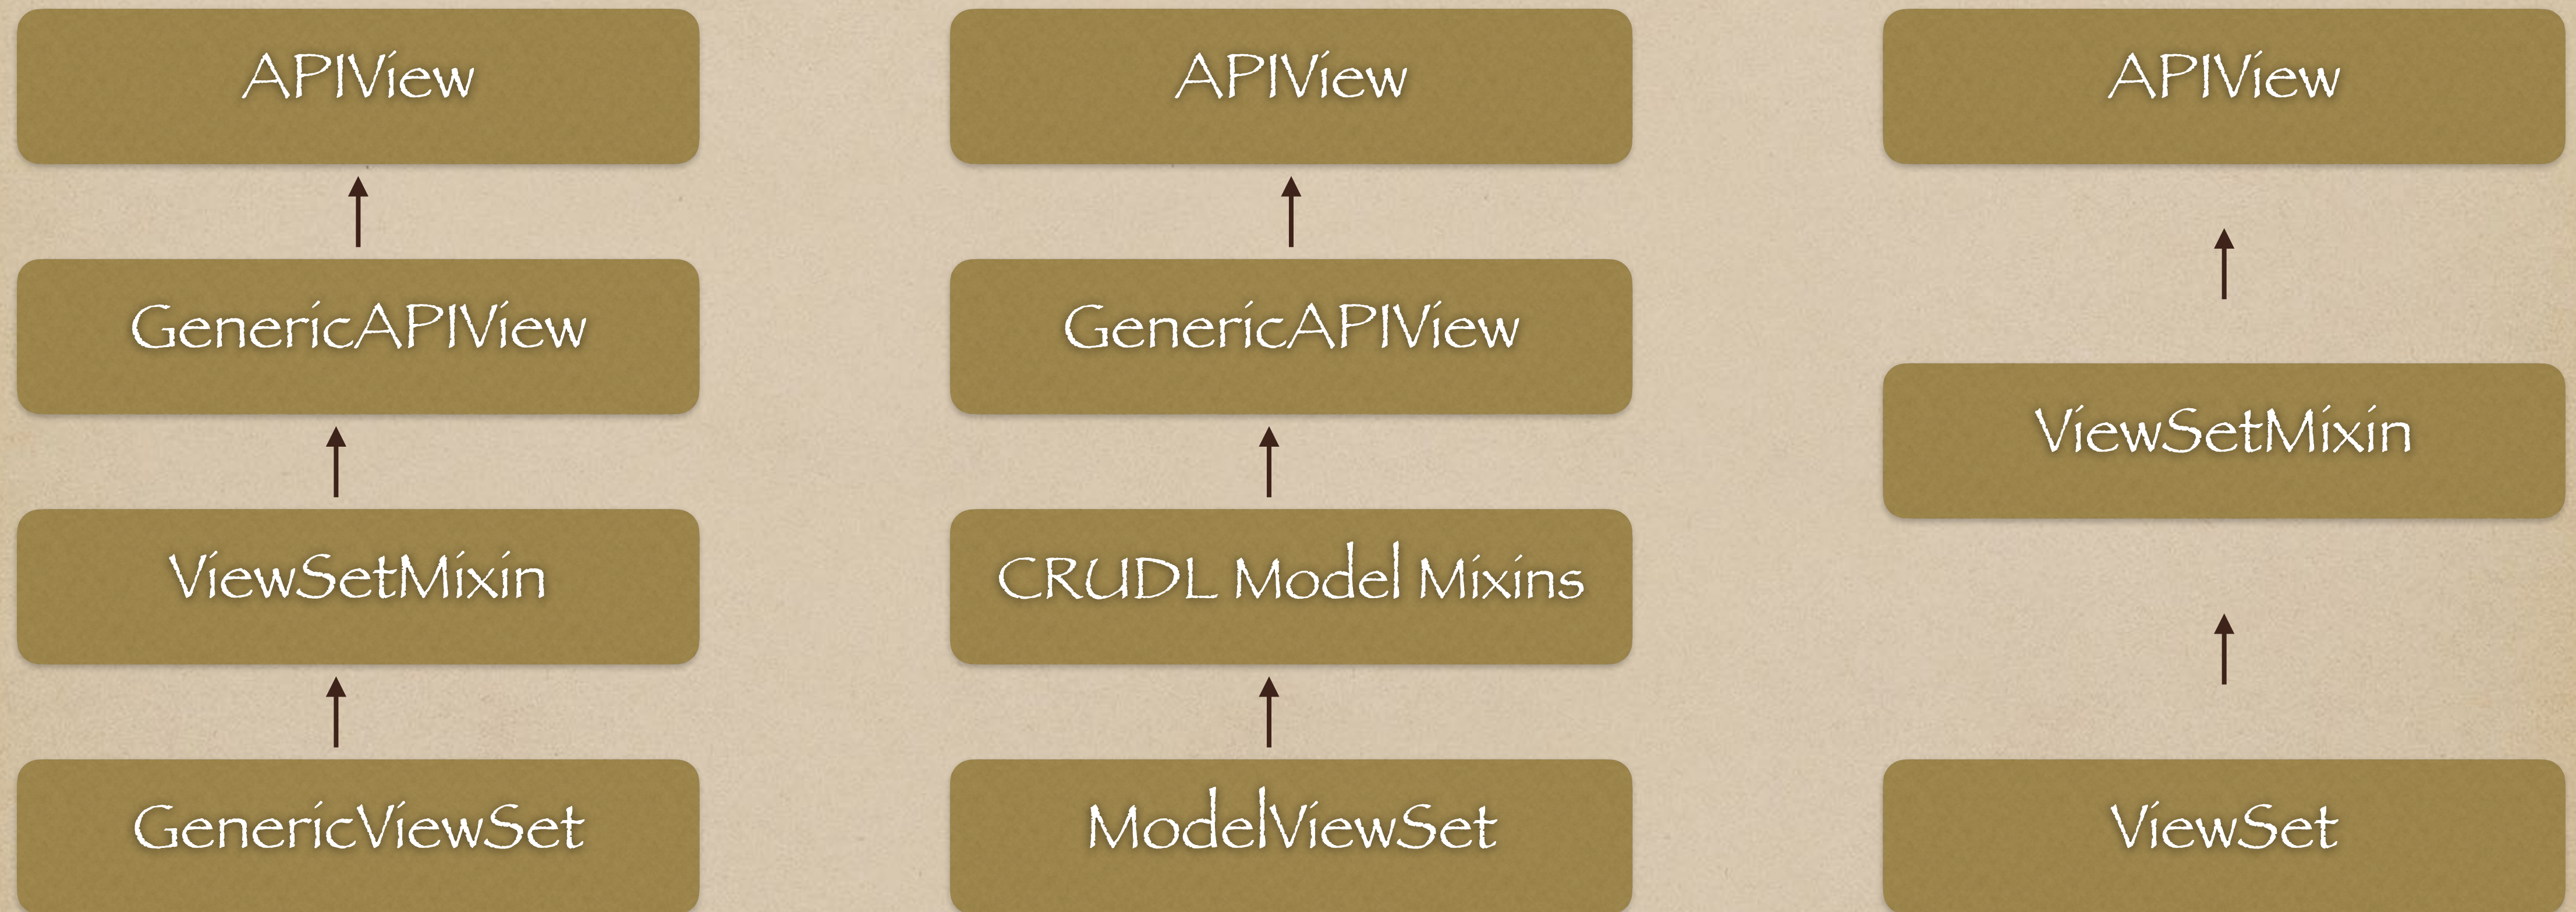 APIView
GenericAPIView
ViewSetMixin
GenericViewSet
APIView
GenericAPIView
CRUDL Model Mixins
ModelViewSet
APIView
ViewSetMixin
ViewSet